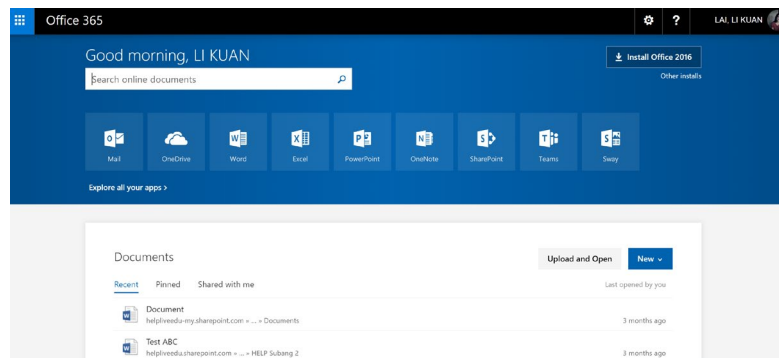 Office 365
? LAI, LI KUAN
Good morning, LI KUAN
Install Office 2016
Search online documents
Other installs
Mail OneDrive Word Excel PowerPoint OneNote SharePoint Teams Sway
Explore all your apps >
Documents
Upload and Open New
Recent Pinned Shared with me Last opened by you
Document
helpliveedu-my.sharepoint.com » ... » Documents 3 months ago
Test ABC
helpliveedu.sharepoint.com » ... » HELP Subang 2 3 months ago